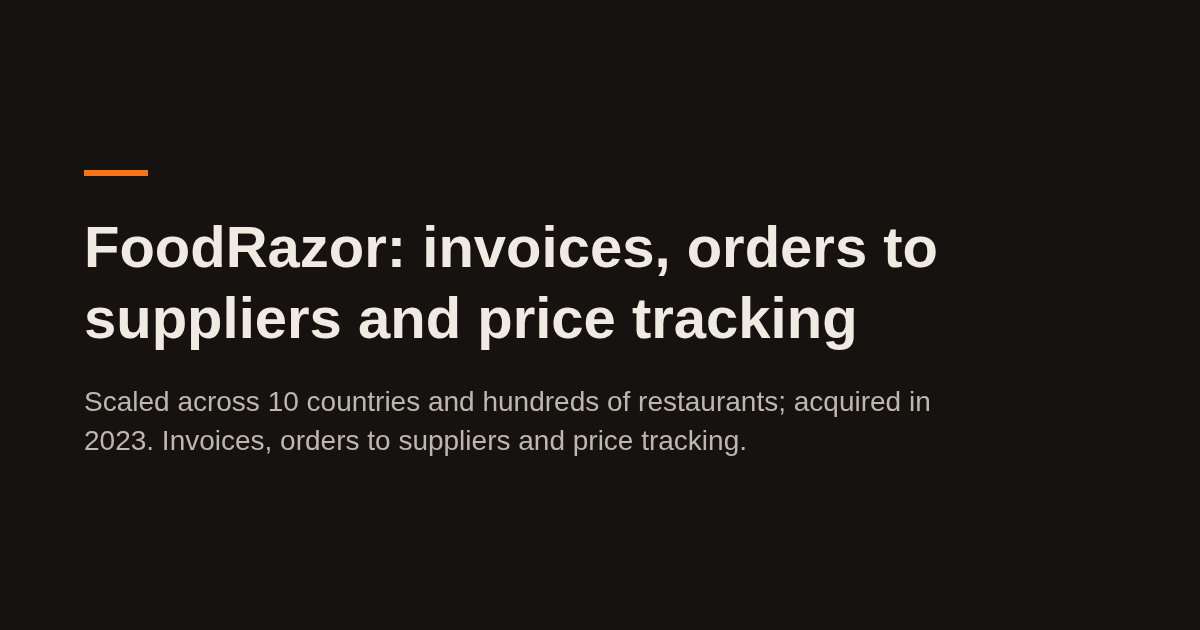 FoodRazor: invoices, orders to
suppliers and price tracking
Scaled across 10 countries and hundreds of restaurants; acquired in
2023. Invoices, orders to suppliers and price tracking.